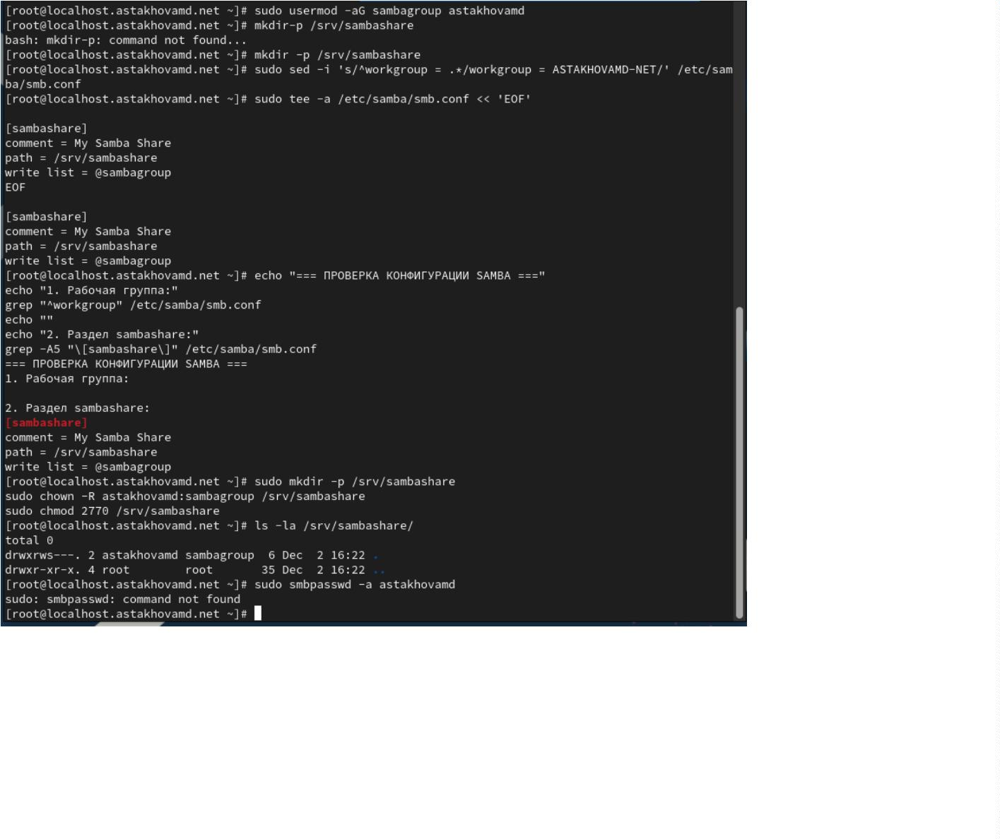 [root@localhost.astakhovamd.net ~]# sudo usermod -aG sambagroup astakhovamd
[root@localhost.astakhovamd.net ~]# mkdir-p /srv/sambashare
bash: mkdir-p: command not found...
[root@localhost.astakhovamd.net ~]# mkdir -p /srv/sambashare
[root@localhost.astakhovamd.net ~]# sudo sed -i 's/^workgroup = .*/workgroup = ASTAKHOVAMD-NET/' /etc/sam
ba/smb.conf
[root@localhost.astakhovamd.net ~]# sudo tee -a /etc/samba/smb.conf << 'EOF'
[sambashare]
comment = My Samba Share
path = /srv/sambashare
write list = @sambagroup
EOF
[sambashare]
comment = My Samba Share
path = /srv/sambashare
write list = @sambagroup
[root@localhost.astakhovamd.net ~]# echo "=== ПРОВЕРКА КОНФИГУРАЦИИ SAMBA ==="
echo "1. Рабочая группа:"
grep "^workgroup" /etc/samba/smb.conf
echo ""
echo "2. Раздел sambashare:"
grep -A5 "\[sambashare\]" /etc/samba/smb.conf
=== ПРОВЕРКА КОНФИГУРАЦИИ SAMBA ===
1. Рабочая группа:
2. Раздел sambashare:
[sambashare]
comment = My Samba Share
path = /srv/sambashare
write list = @sambagroup
[root@localhost.astakhovamd.net ~]# sudo mkdir -p /srv/sambashare
sudo chown -R astakhovamd:sambagroup /srv/sambashare
sudo chmod 2770 /srv/sambashare
[root@localhost.astakhovamd.net ~]# ls -la /srv/sambashare/
total 0
drwxrws---. 2 astakhovamd sambagroup  6 Dec  2 16:22 .
drwxr-xr-x. 4 root        root       35 Dec  2 16:22 ..
[root@localhost.astakhovamd.net ~]# sudo smbpasswd -a astakhovamd
sudo: smbpasswd: command not found
[root@localhost.astakhovamd.net ~]#